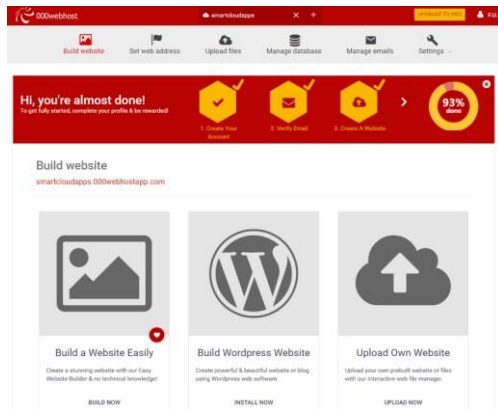 000webhost
smartcloudapps
UPGRADE TO PRO
Build website
Set web address
Upload files
Manage database
Manage emails
Settings
Hi, you're almost done!
To get fully started, complete your profile & be rewarded!
1. Create Your
Account
2. Verify Email
3. Create A Website
93%
done
Build website
smartcloudapps.000webhostapp.com
Build a Website Easily
Create a stunning website with our Easy
Website Builder & no technical knowledge!
BUILD NOW
Build Wordpress Website
Create powerful & beautiful website or blog
using Wordpress web software.
INSTALL NOW
Upload Own Website
Upload your own prebuilt website or files
with our interactive web file manager.
UPLOAD NOW